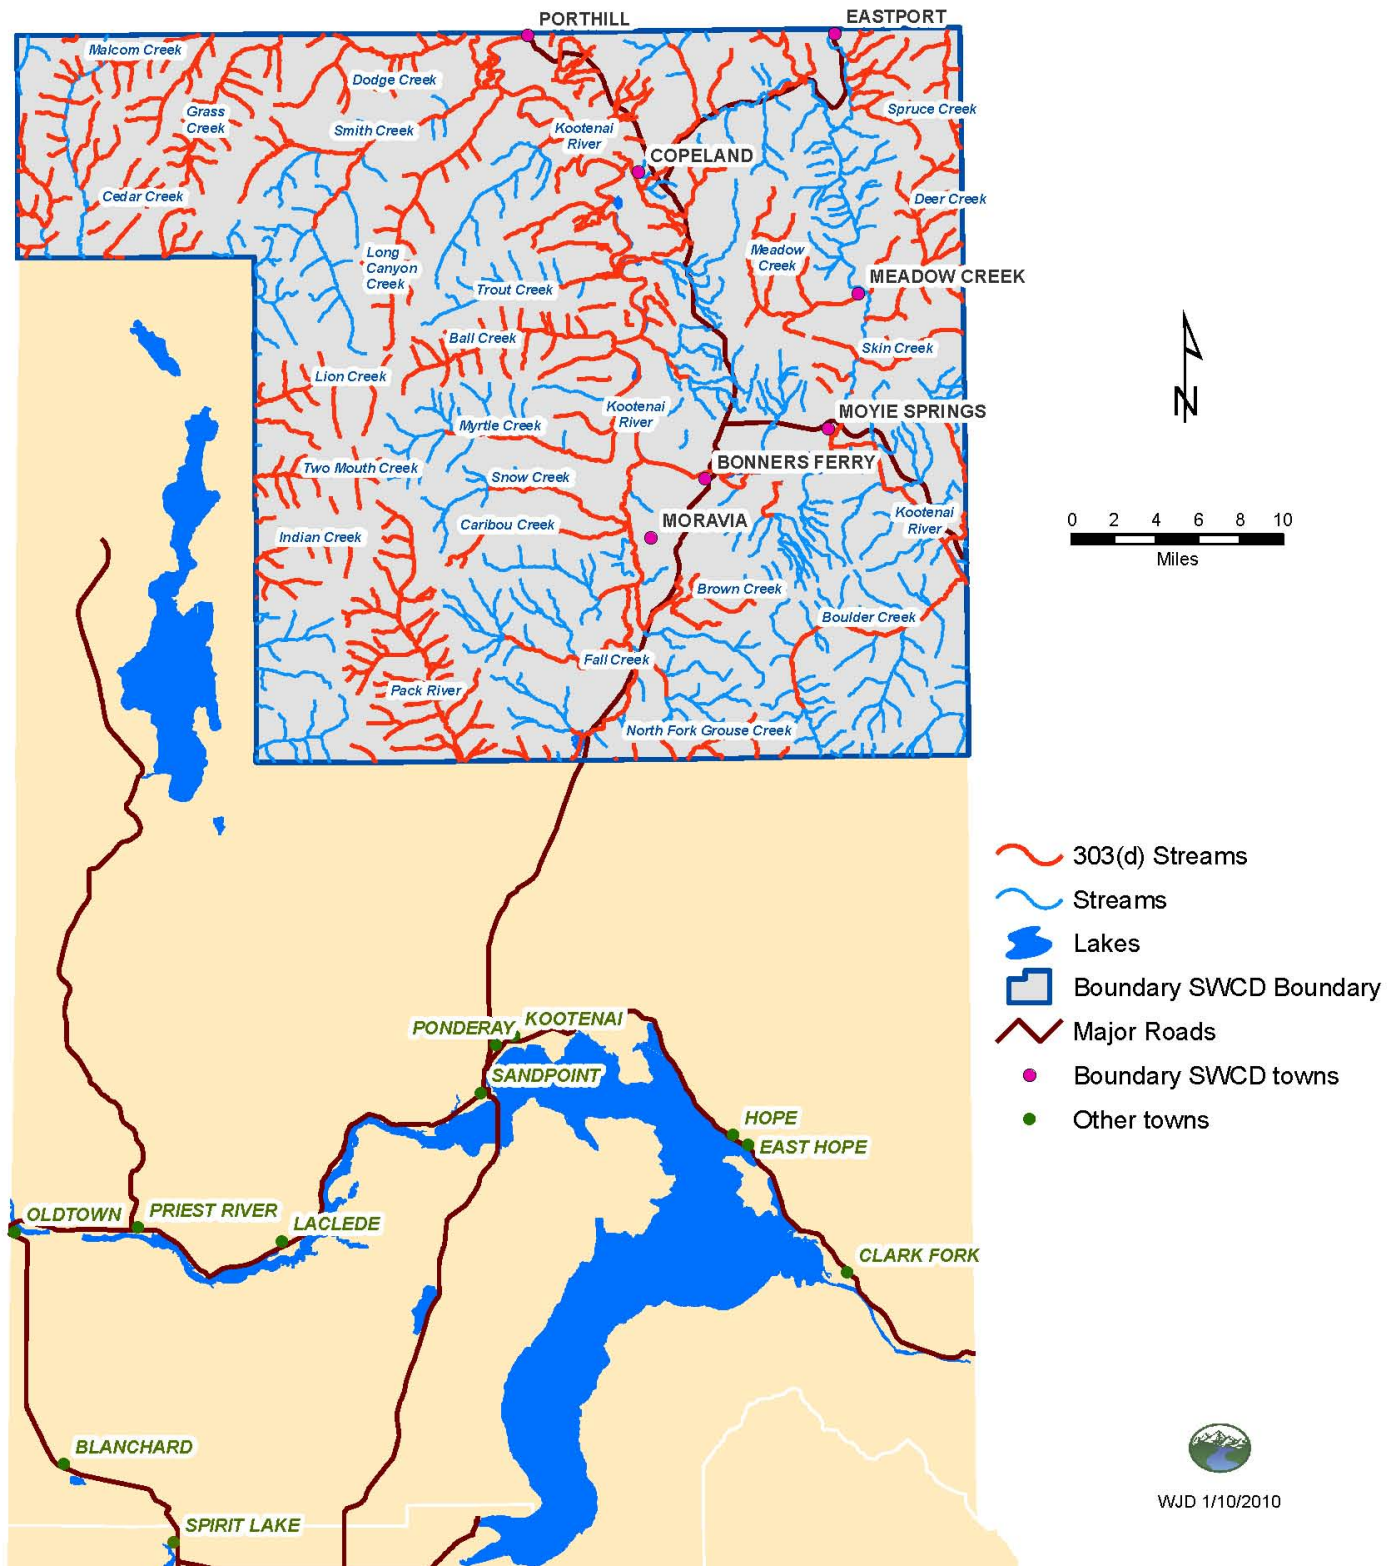 PORTHILL
EASTPORT
Malcom Creek
Dodge Creek
Grass
Creek
Smith Creek
Kootenai
River
Spruce Creek
COPELAND
Cedar Creek
Deer Creek
Long
Canyon
Creek
Meadow
Creek
MEADOW CREEK
Trout Creek
Ball Creek
Skin Creek
Lion Creek
Kootenai
River
MOYIE SPRINGS
Myrtle Creek
BONNERS FERRY
Two Mouth Creek
Snow Creek
MORAVIA
Caribou Creek
Kootenai
River
Indian Creek
Brown Creek
Boulder Creek
Fall Creek
Pack River
North Fork Grouse Creek
N
0 2 4 6 8 10
Miles
303(d) Streams
Streams
Lakes
Boundary SWCD Boundary
Major Roads
Boundary SWCD towns
Other towns
PONDERAY
KOOTENAI
SANDPOINT
HOPE
EAST HOPE
OLDTOWN
PRIEST RIVER
LACLEDE
CLARK FORK
BLANCHARD
SPIRIT LAKE
WJD 1/10/2010